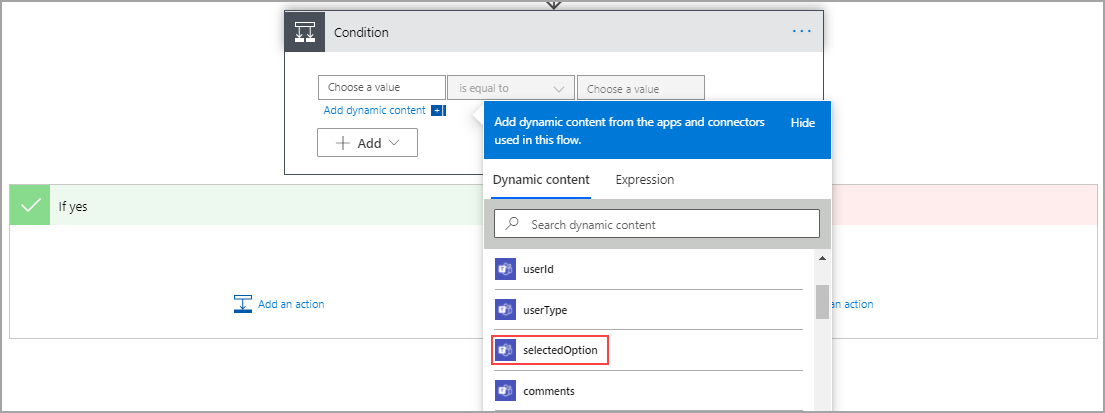 Condition
...
Choose a value
is equal to
Choose a value
Add dynamic content
Add
Add dynamic content from the apps and connectors
used in this flow.
Hide
Dynamic content
Expression
If yes
Search dynamic content
userId
userType
Add an action
an action
selectedOption
comments